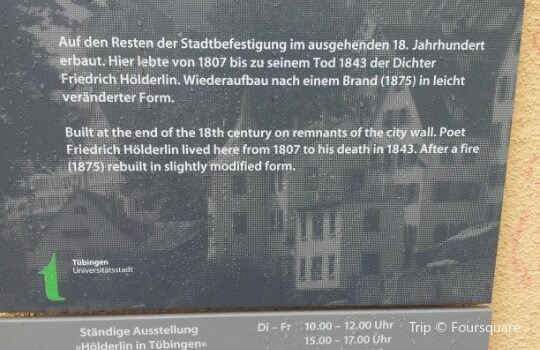 Auf den Resten der Stadtbefestigung im ausgehenden 18. Jahrhundert
erbaut. Hier lebte von 1807 bis zu seinem Tod 1843 der Dichter
Friedrich Hölderlin. Wiederaufbau nach einem Brand (1875) in leicht
veränderter Form.
Built at the end of the 18th century on remnants of the city wall. Poet
Friedrich Hölderlin lived here from 1807 to his death in 1843. After a fire
(1875) rebuilt in slightly modified form.
Tübingen
Universitätsstadt
Ständige Ausstellung Di – Fr 10.00 – 12.00 Uhr
»Hölderlin in Tübingen« 15.00 – 17.00 Uhr
Trip © Foursquare